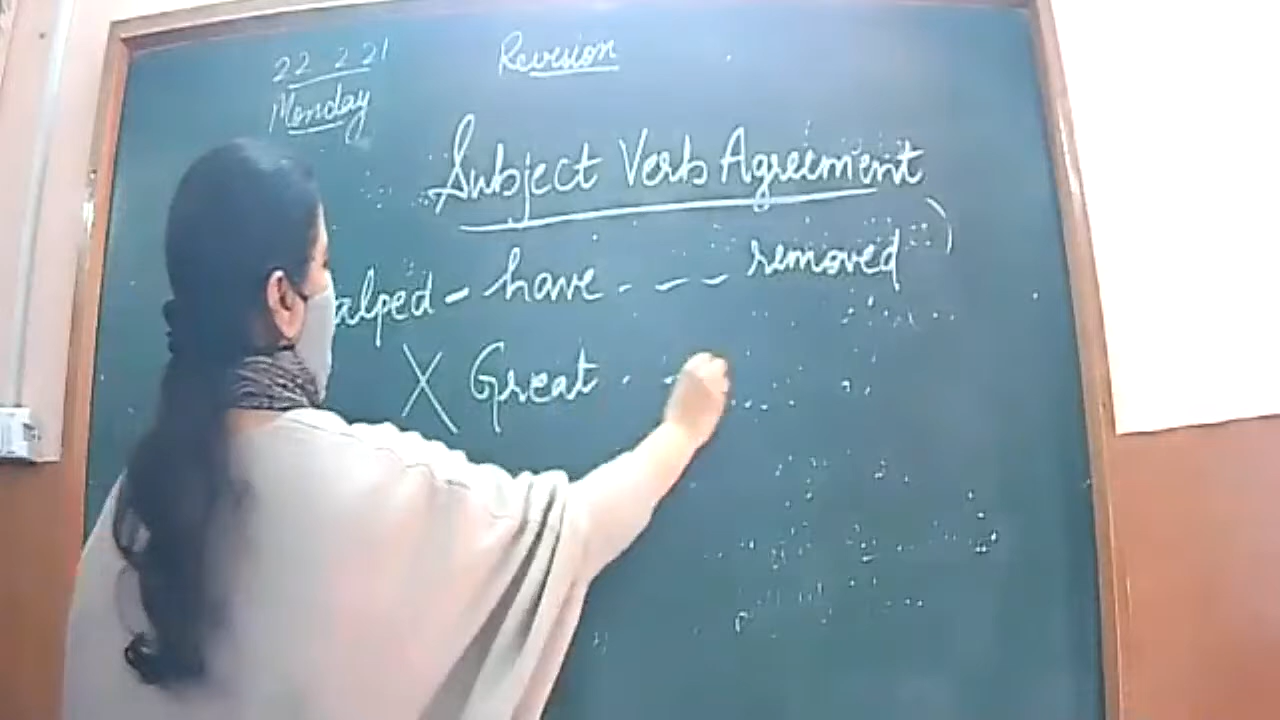 22 2 21
Revision
Monday
Subject Verb Agreement
alped - have . _ _ removed )
X Great . -